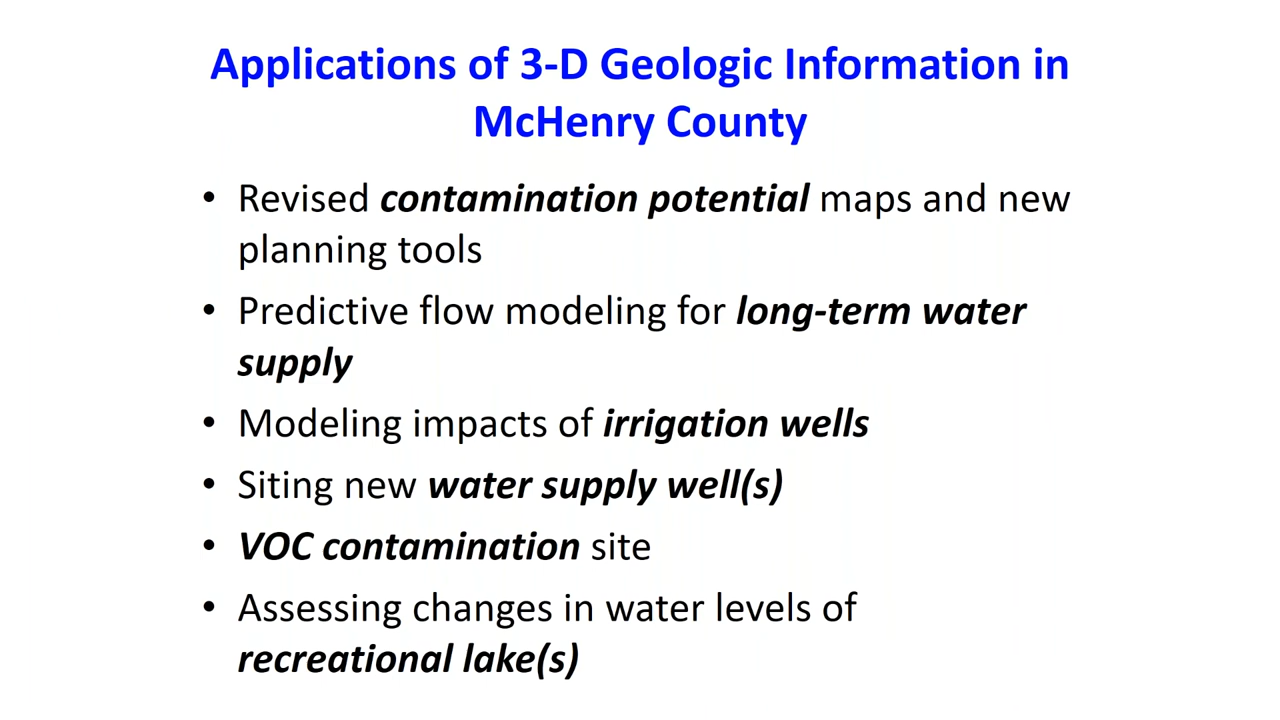 Applications of 3-D Geologic Information in
McHenry County
• Revised contamination potential maps and new
planning tools
• Predictive flow modeling for long-term water
supply
• Modeling impacts of irrigation wells
• Siting new water supply well(s)
• VOC contamination site
• Assessing changes in water levels of
recreational lake(s)